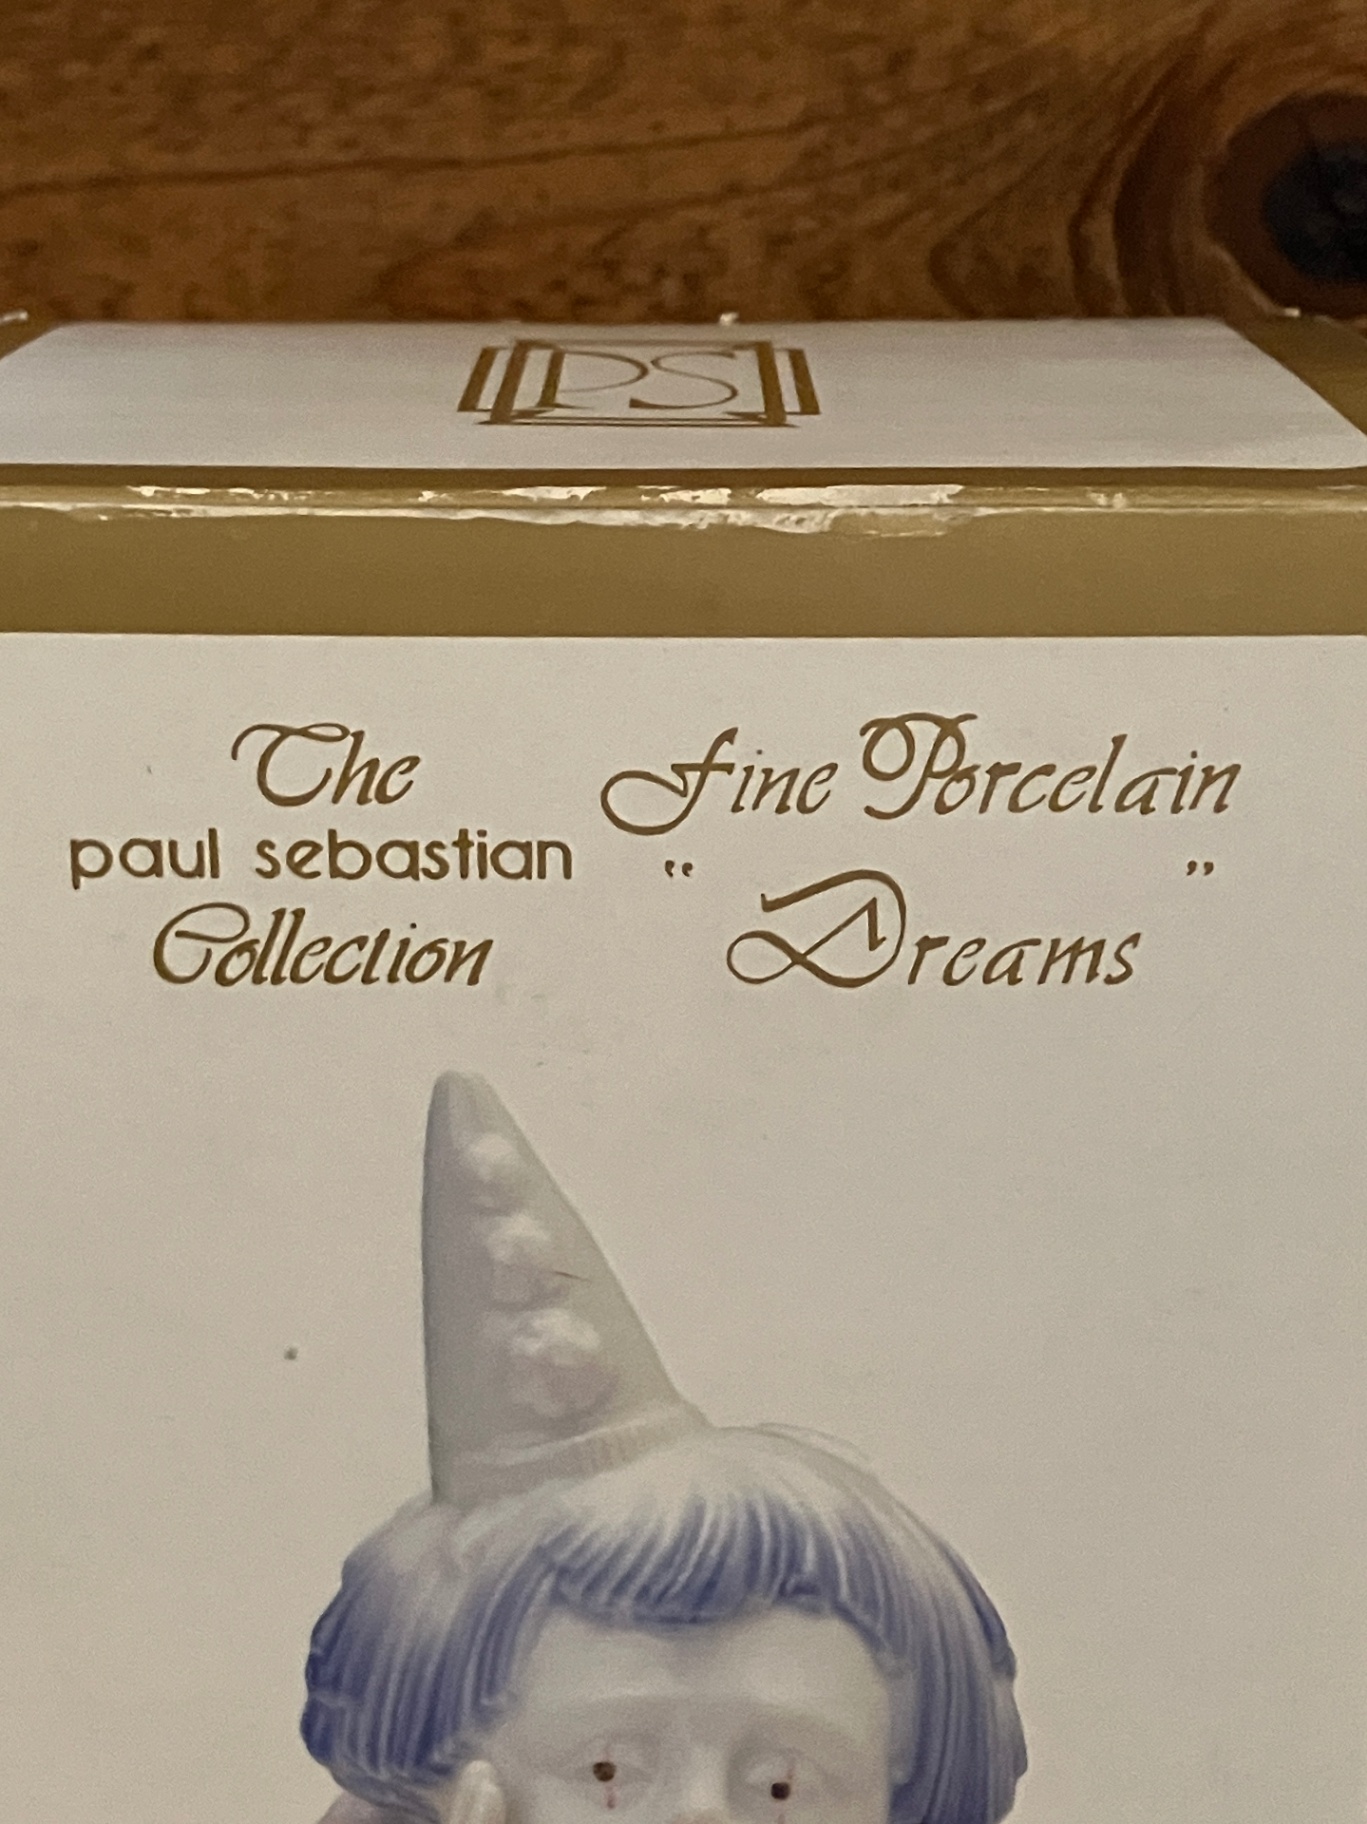 PS
The
paul sebastian
Collection
Fine Porcelain
“ Dreams ”